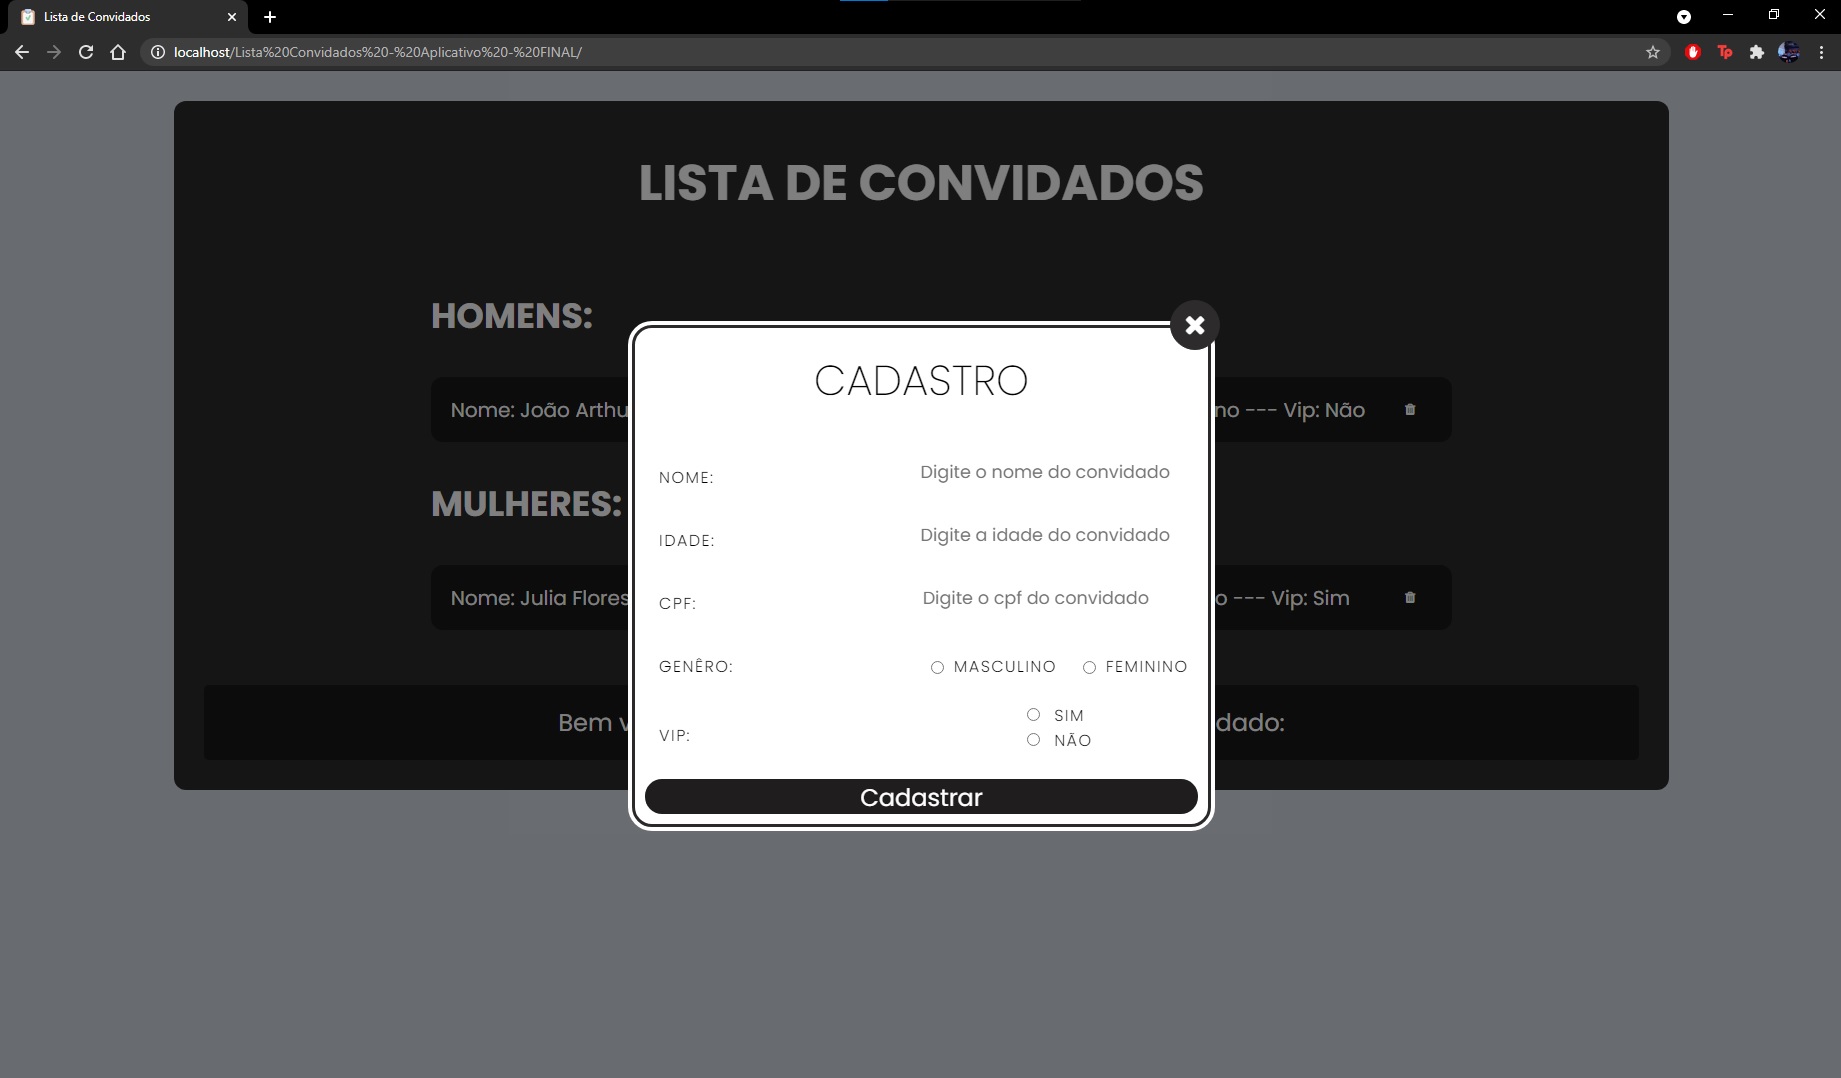 Lista de Convidados
localhost/Lista%20Convidados%20-%20Aplicativo%20-%20FINAL/
Tp
LISTA DE CONVIDADOS
HOMENS:
Nome: João Arthu
no --- Vip: Não
MULHERES:
Nome: Julia Flores
o --- Vip: Sim
Bem v
dado:
CADASTRO
NOME:
Digite o nome do convidado
IDADE:
Digite a idade do convidado
CPF:
Digite o cpf do convidado
GENÊRO:
MASCULINO
FEMININO
VIP:
SIM
NÃO
Cadastrar